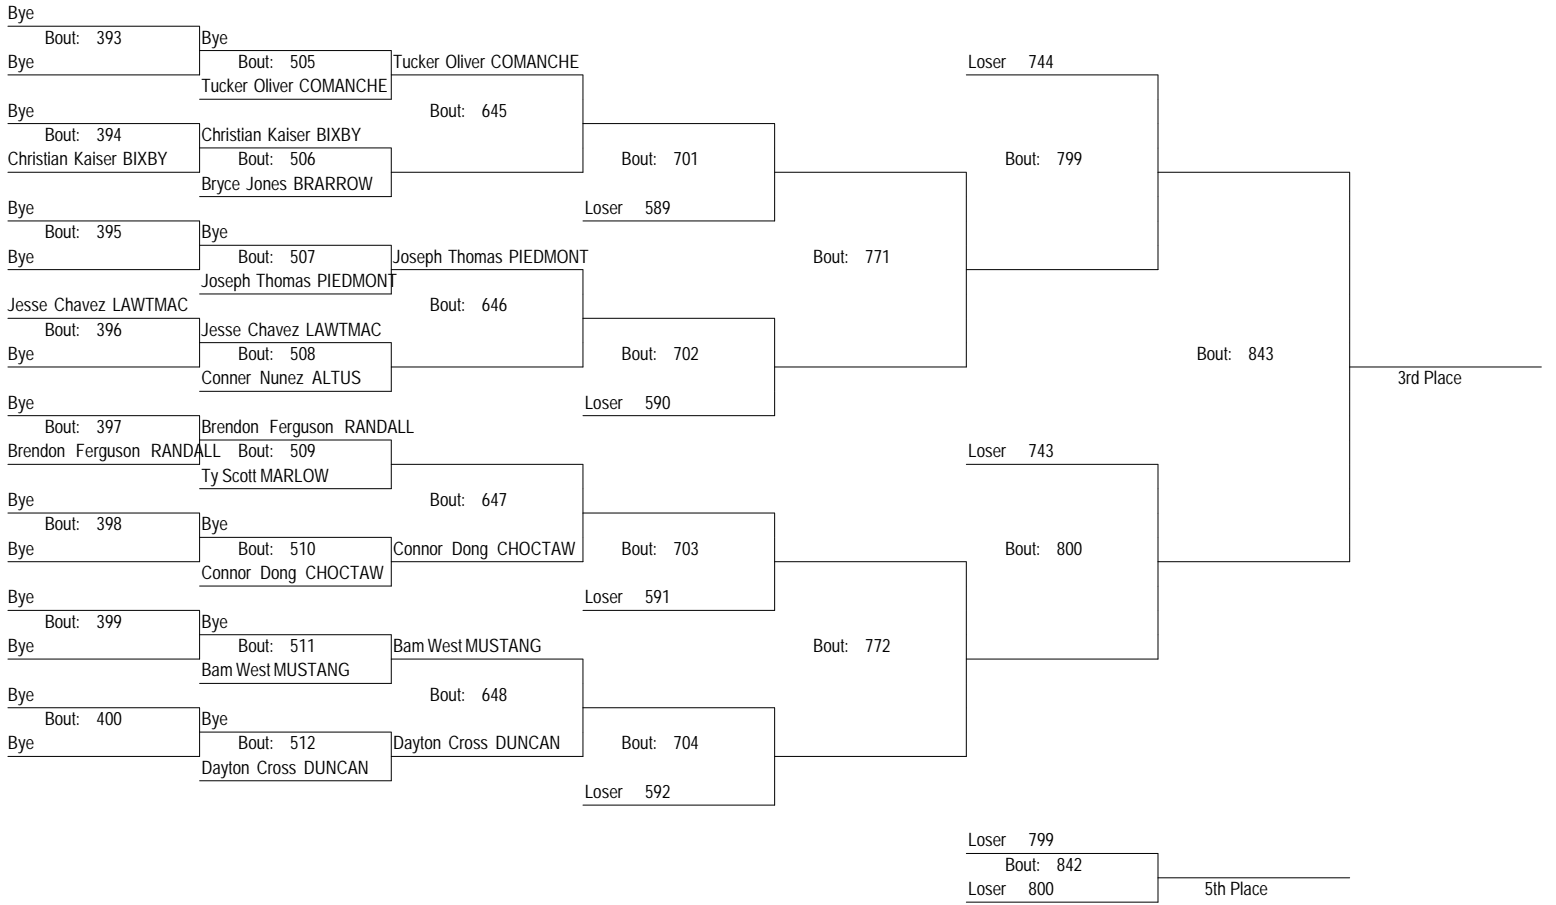 Bye
Bout: 393 Bye
Bye Bout: 505 Tucker Oliver COMANCHE Loser 744
Tucker Oliver COMANCHE
Bye Bout: 645
Bout: 394 Christian Kaiser BIXBY
Christian Kaiser BIXBY Bout: 506 Bout: 701 Bout: 799
Bryce Jones BRARROW
Bye Loser 589
Bout: 395 Bye
Bye Bout: 507 Joseph Thomas PIEDMONT Bout: 771
Joseph Thomas PIEDMONT
Jesse Chavez LAWTMAC Bout: 646
Bout: 396 Jesse Chavez LAWTMAC
Bye Bout: 508 Bout: 702 Bout: 843
Conner Nunez ALTUS 3rd Place
Bye Loser 590
Bout: 397 Brendon Ferguson RANDALL
Brendon Ferguson RANDALL Bout: 509 Loser 743
Ty Scott MARLOW
Bye Bout: 647
Bout: 398 Bye
Bye Bout: 510 Connor Dong CHOCTAW Bout: 703 Bout: 800
Connor Dong CHOCTAW
Bye Loser 591
Bout: 399 Bye
Bye Bout: 511 Bam West MUSTANG Bout: 772
Bam West MUSTANG
Bye Bout: 648
Bout: 400 Bye
Bye Bout: 512 Dayton Cross DUNCAN Bout: 704
Dayton Cross DUNCAN
Loser 592
Loser 799
Bout: 842
Loser 800 5th Place